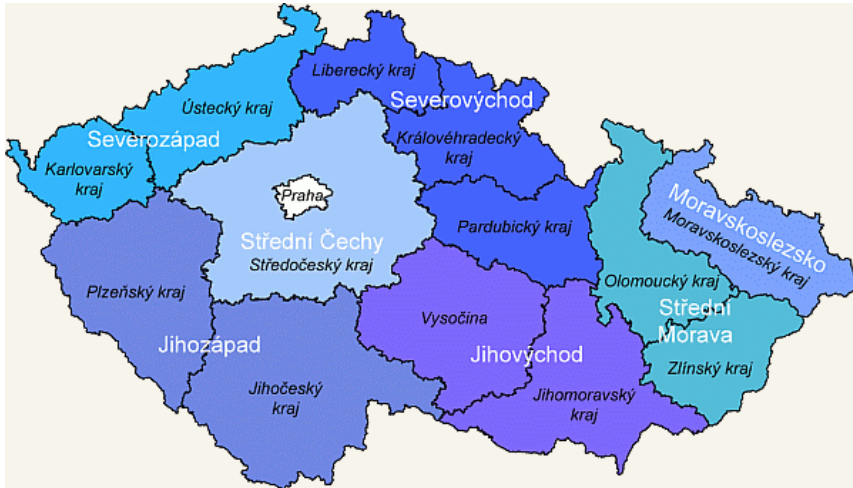 Liberecký kraj
Severovýchod
Ústecký kraj
Severozápad
Královéhradecký
kraj
Karlovarský
kraj
Praha
Střední Čechy
Středočeský kraj
Pardubický kraj
Moravskoslezsko
Moravskoslezský kraj
Olomoucký kraj
Střední
Morava
Plzeňský kraj
Vysočina
Jihozápad
Jihovýchod
Zlínský kraj
Jihočeský
kraj
Jihomoravský
kraj